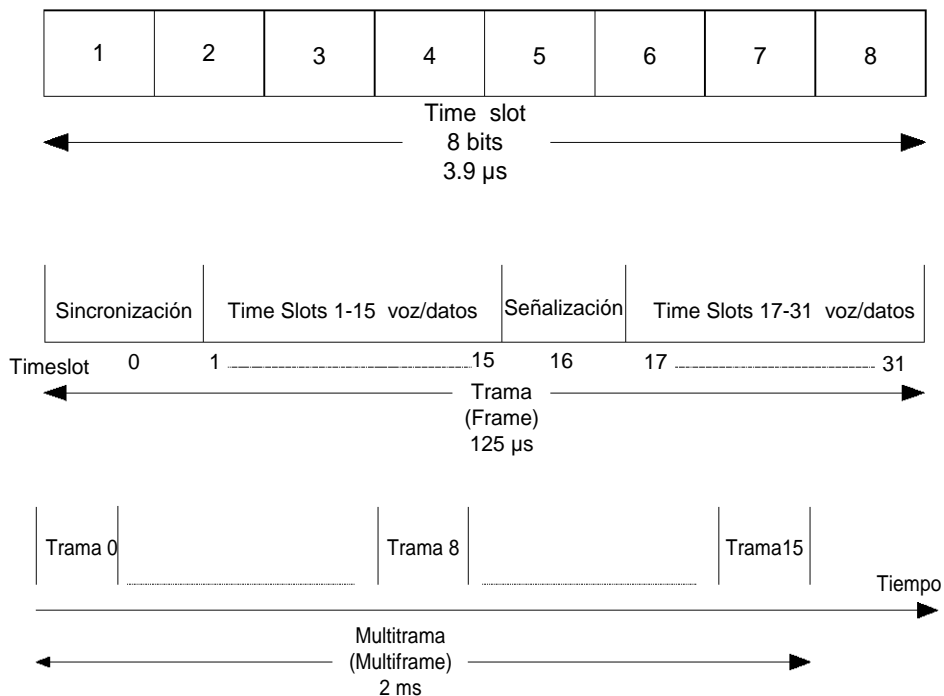 1 2 3 4 5 6 7 8
Time slot
8 bits
3.9 µs
Sincronización Time Slots 1-15 voz/datos Señalización Time Slots 17-31 voz/datos
Timeslot 0 1 15 16 17 31
Trama
(Frame)
125 µs
Trama 0 Trama 8 Trama15
Tiempo
Multitrama
(Multiframe)
2 ms